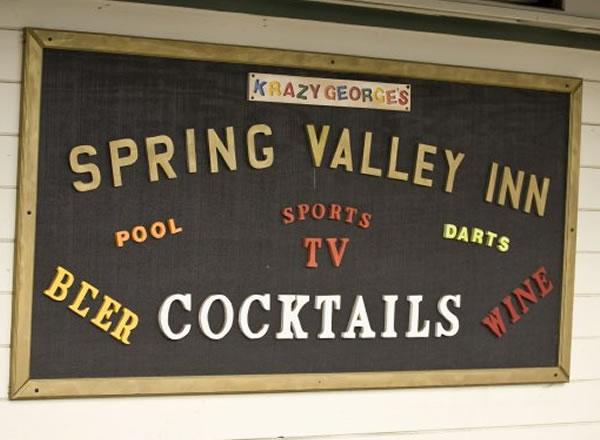 KRAZY GEORGE'S
SPRING VALLEY INN
POOL SPORTS TV DARTS
BEER COCKTAILS WINE